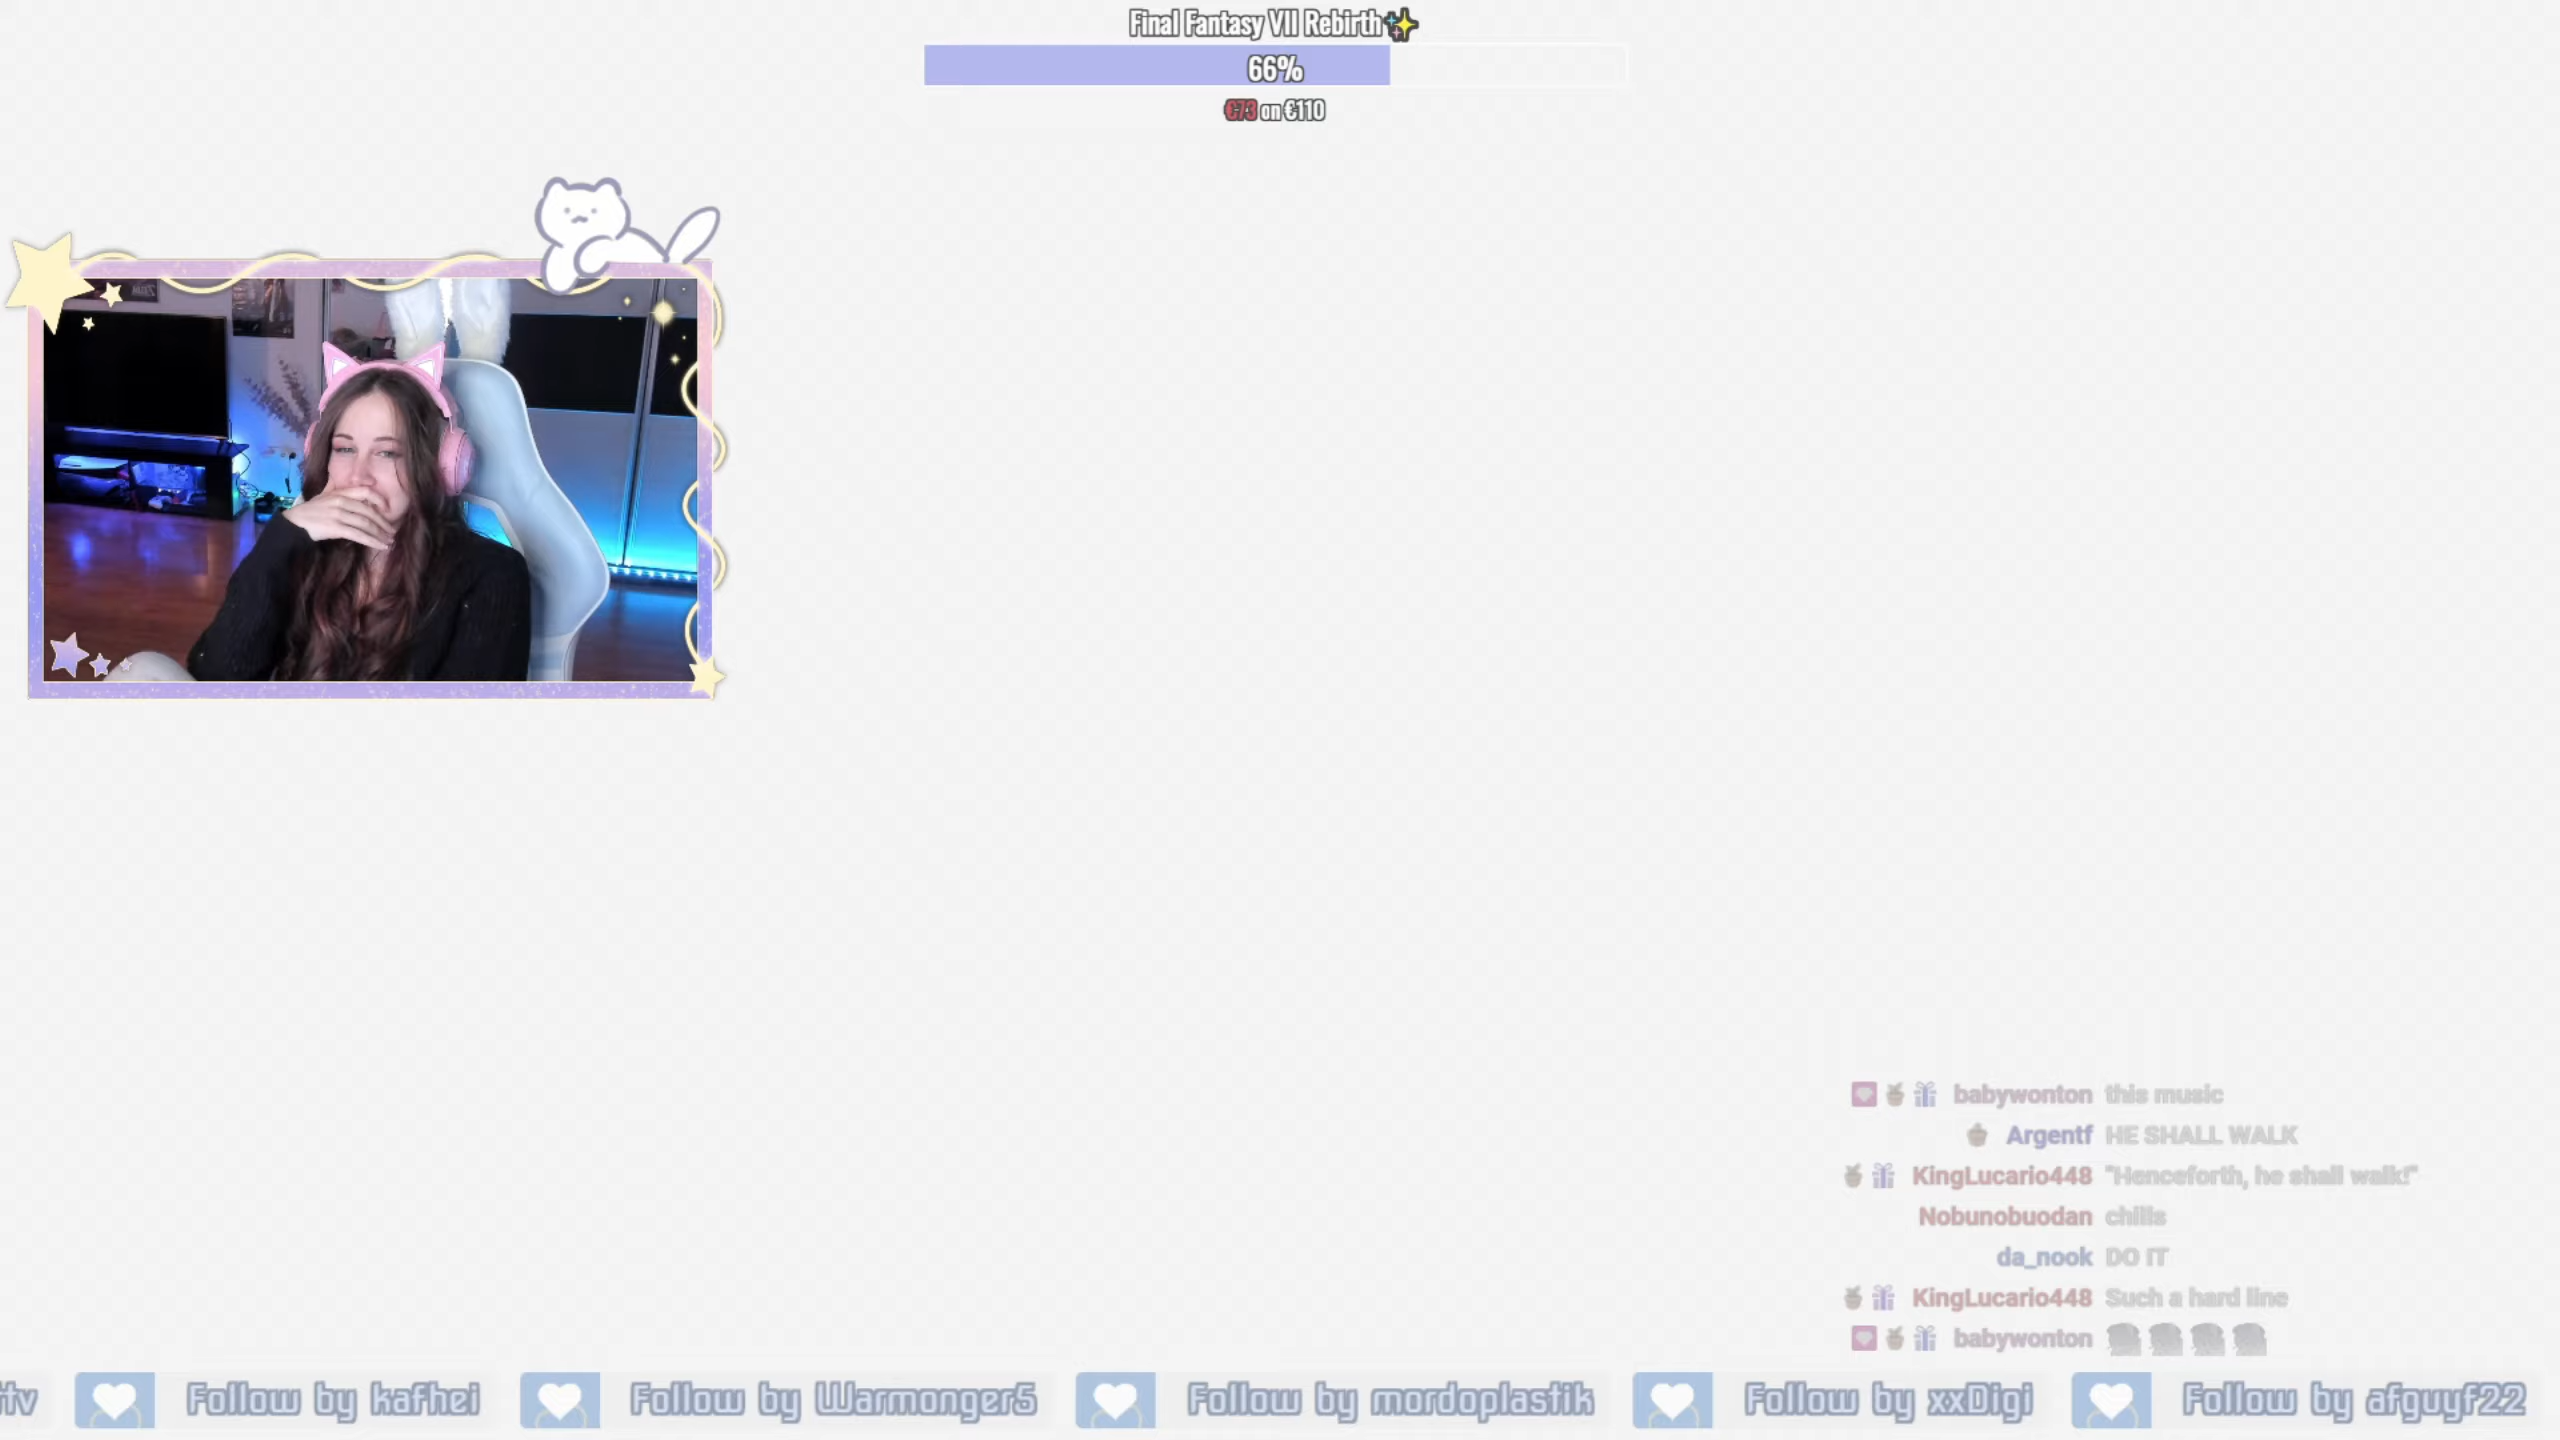 Final Fantasy VII Rebirth✨
66%
€73 on €110
babywonton this music
Argentf HE SHALL WALK
KingLucario448 "Henceforth, he shall walk!"
Nobunobuodan chills
da_nook DO IT
KingLucario448 Such a hard line
babywonton
Follow by kafhei Follow by Warmonger5 Follow by mordoplastik Follow by xxDigi Follow by afguyf22